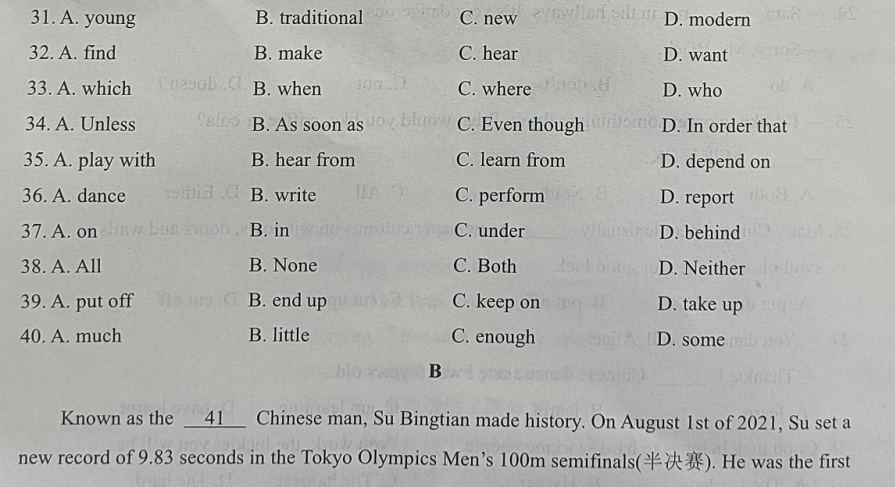 31. A. young B. traditional C. new D. modern
32. A. find B. make C. hear D. want
33. A. which B. when C. where D. who
34. A. Unless B. As soon as C. Even though D. In order that
35. A. play with B. hear from C. learn from D. depend on
36. A. dance B. write C. perform D. report
37. A. on B. in C. under D. behind
38. A. All B. None C. Both D. Neither
39. A. put off B. end up C. keep on D. take up
40. A. much B. little C. enough D. some
B
Known as the 41 Chinese man, Su Bingtian made history. On August 1st of 2021, Su set a
new record of 9.83 seconds in the Tokyo Olympics Men's 100m semifinals(半决赛). He was the first